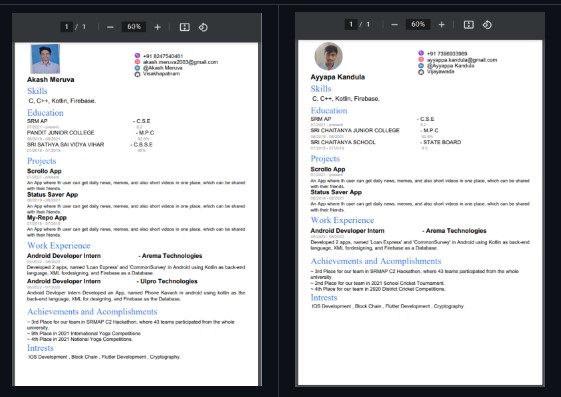 1 / 1 — 60% +
+91 8247540461
akash.meruva2003@gmail.com
@Akash Meruva
Visakhapatnam
Akash Meruva
Skills
C, C++, Kotlin, Firebase.
Education
SRM AP - C.S.E
PANDIT JUNIOR COLLEGE - M.P.C
SRI SATHYA SAI VIDYA VIHAR - C.B.S.E
Projects
Scrollo App
An App where th user can get daily news, memes, and also short videos in one place, which can be shared
with their friends.
Status Saver App
An App where th user can get daily news, memes, and also short videos in one place, which can be shared
with their friends.
My-Repo App
An App where th user can get daily news, memes, and also short videos in one place, which can be shared
with their friends.
Work Experience
Android Developer Intern - Arema Technologies
Developed 2 apps, named 'Loan Express' and 'CommonSurvey' in Android using Kotlin as back-end
language, XML fordesigning, and Firebase as a Database.
Android Developer Intern - Ulpro Technologies
Android Devloper Intern Developed an App, named Phone Kavach in android using kotlin as the
back-end language, XML for designing, and Firebase as the Database.
Achievements and Acomplishments
~ 3rd Place for our team in SRMAP C2 Hackathon, where 43 teams participated from the whole
university.
~ 9th Place in 2021 International Yoga Competitions
~ 4th Place in 2021 National Yoga Competitions.
Intrests
IOS Development , Block Chain , Flutter Development , Cryptography.
1 / 1 — 60% +
ayyappa.kandula@gmail.com
@Ayyappa Kandula
Vijayawada
Ayyapa Kandula
Skills
C, C++, Kotlin, Firebase.
Education
SRM AP - C.S.E
SRI CHAITANYA JUNIOR COLLEGE - M.P.C
SRI CHAITANYA SCHOOL - STATE BOARD
Projects
Scrollo App
An App where th user can get daily news, memes, and also short videos in one place, which can be shared
with their friends.
Status Saver App
An App where th user can get daily news, memes, and also short videos in one place, which can be shared
with their friends.
Work Experience
Android Developer Intern - Arema Technologies
Developed 2 apps, named 'Loan Express' and 'CommonSurvey' in Android using Kotlin as back-end
language, XML fordesigning, and Firebase as a Database.
Achievements and Acomplishments
~ 3rd Place for our team in SRMAP C2 Hackathon, where 43 teams participated from the whole
university.
~ 2nd Place in 2021 School Cricket Tournament.
~ 4th Place in our team in 2020 District Cricket Competitions.
Intrests
IOS Development , Block Chain , Flutter Development , Cryptography